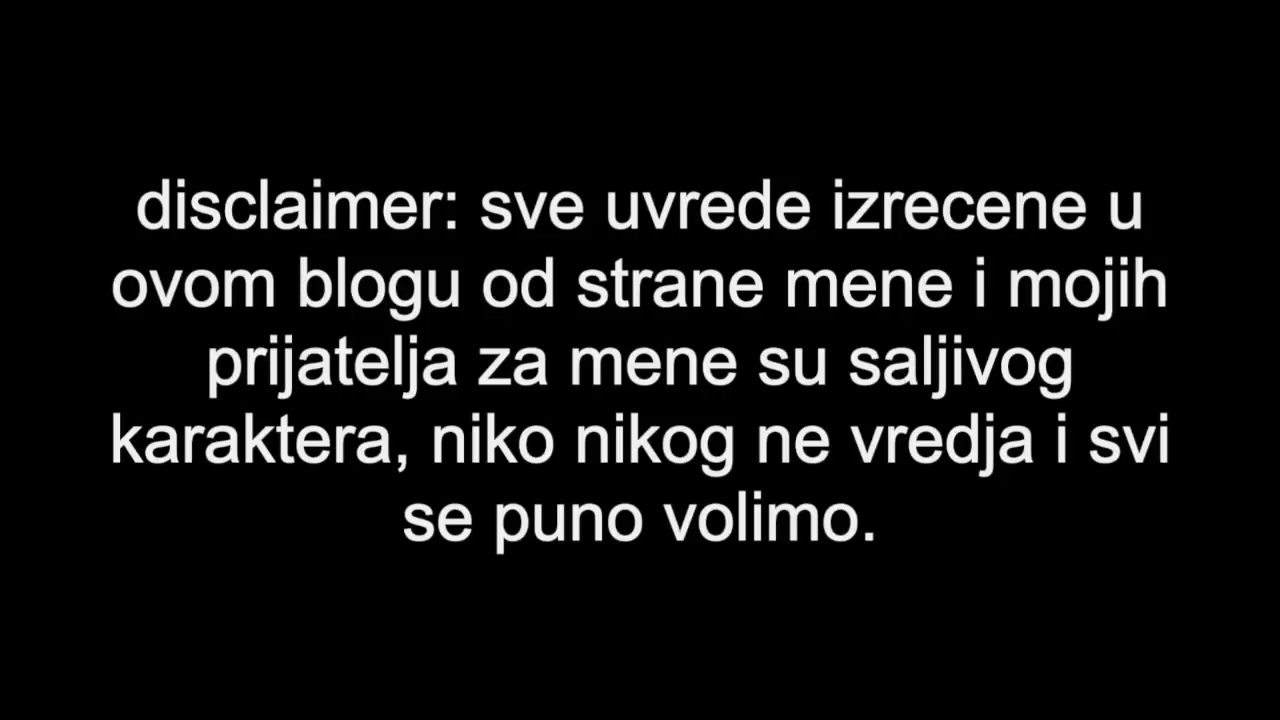 disclaimer: sve uvrede izrecene u
ovom blogu od strane mene i mojih
prijatelja za mene su saljivog
karaktera, niko nikog ne vredja i svi
se puno volimo.